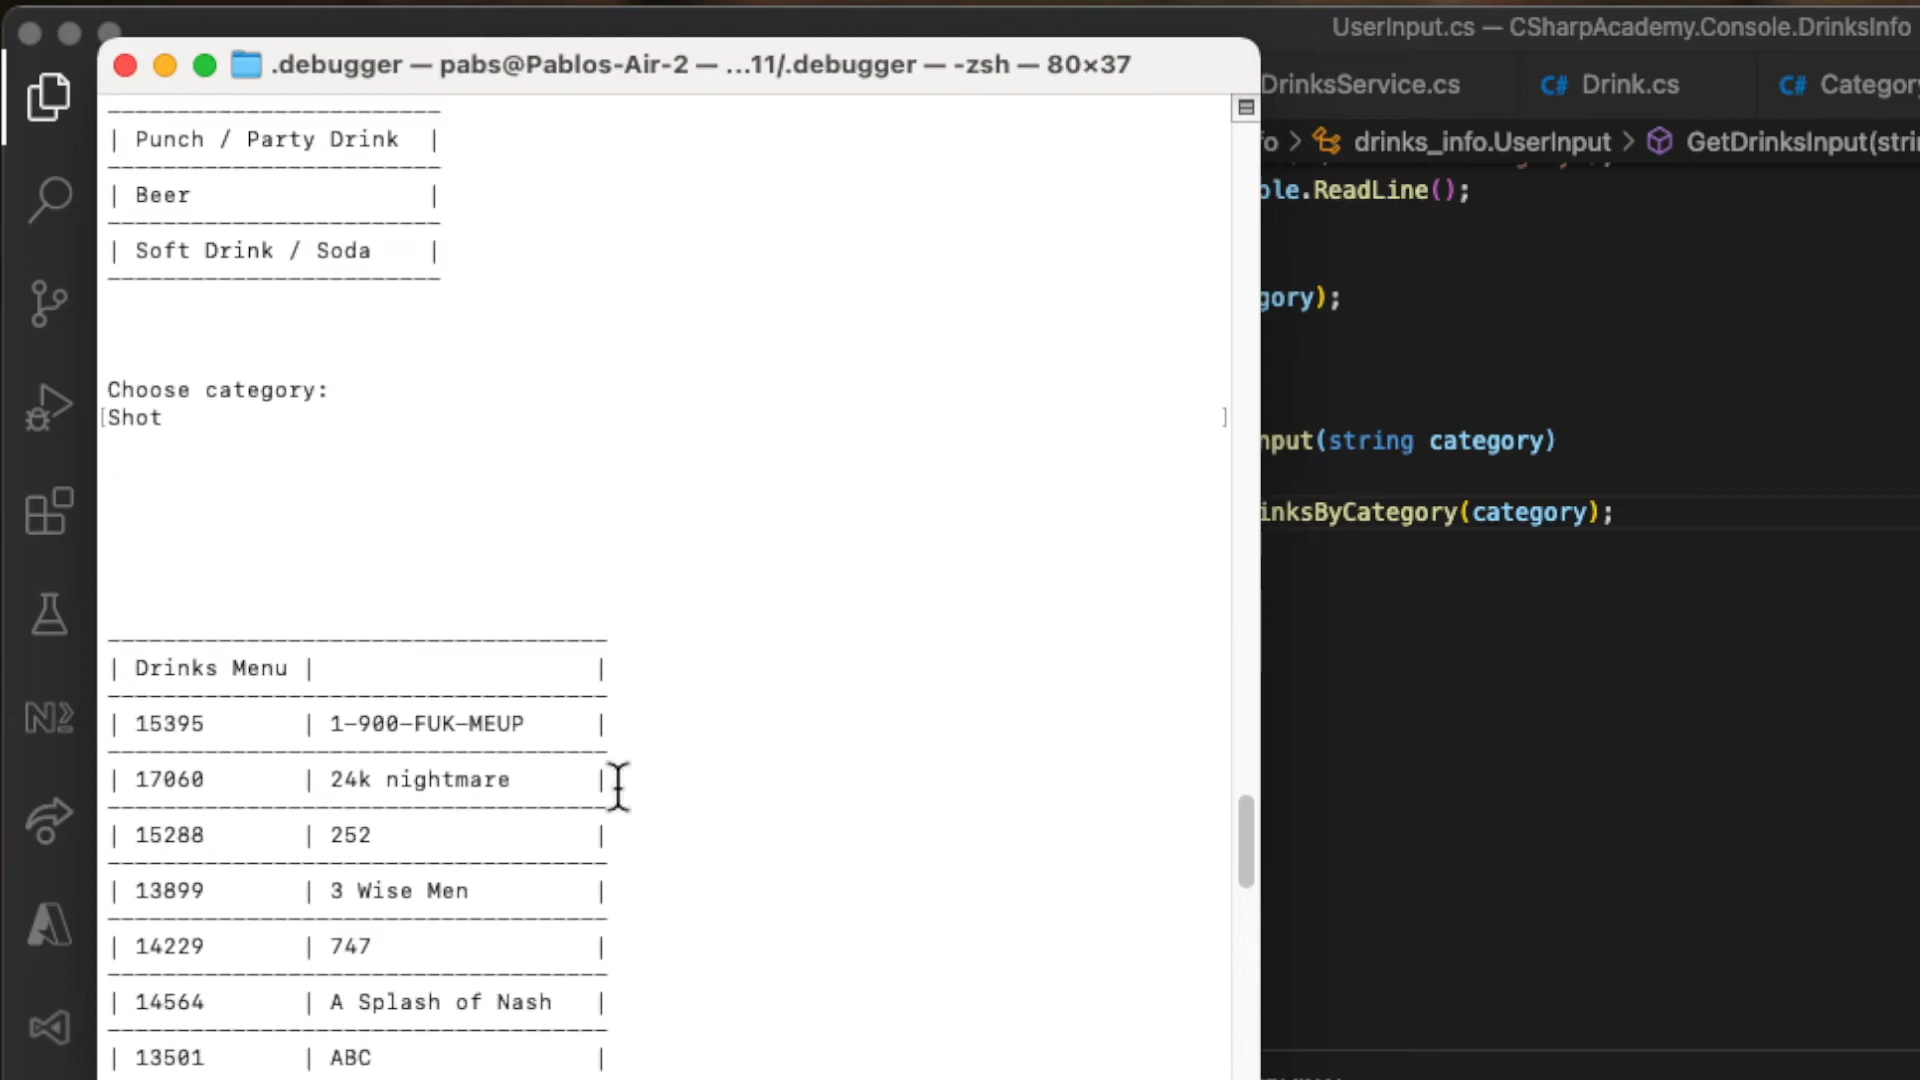 UserInput.cs — CSharpAcademy.Console.DrinksInfo
.debugger — pabs@Pablos-Air-2 — ...11/.debugger — -zsh — 80×37
DrinksService.cs
C# Drink.cs
C# Category
drinks_info.UserInput > GetDrinksInput(stri
| Punch / Party Drink |
| Beer |
| Soft Drink / Soda |
Choose category:
[Shot ]
| Drinks Menu | |
| 15395 | 1-900-FUK-MEUP |
| 17060 | 24k nightmare |
| 15288 | 252 |
| 13899 | 3 Wise Men |
| 14229 | 747 |
| 14564 | A Splash of Nash |
| 13501 | ABC |
ole.ReadLine();
gory);
nput(string category)
inksByCategory(category);